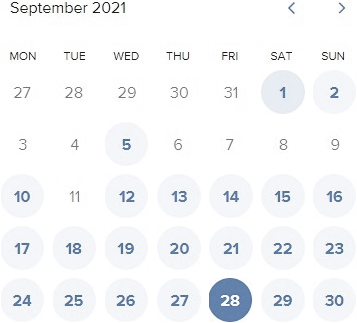 September 2021
MON TUE WED THU FRI SAT SUN
27 28 29 30 31 1 2
3 4 5 6 7 8 9
10 11 12 13 14 15 16
17 18 19 20 21 22 23
24 25 26 27 28 29 30